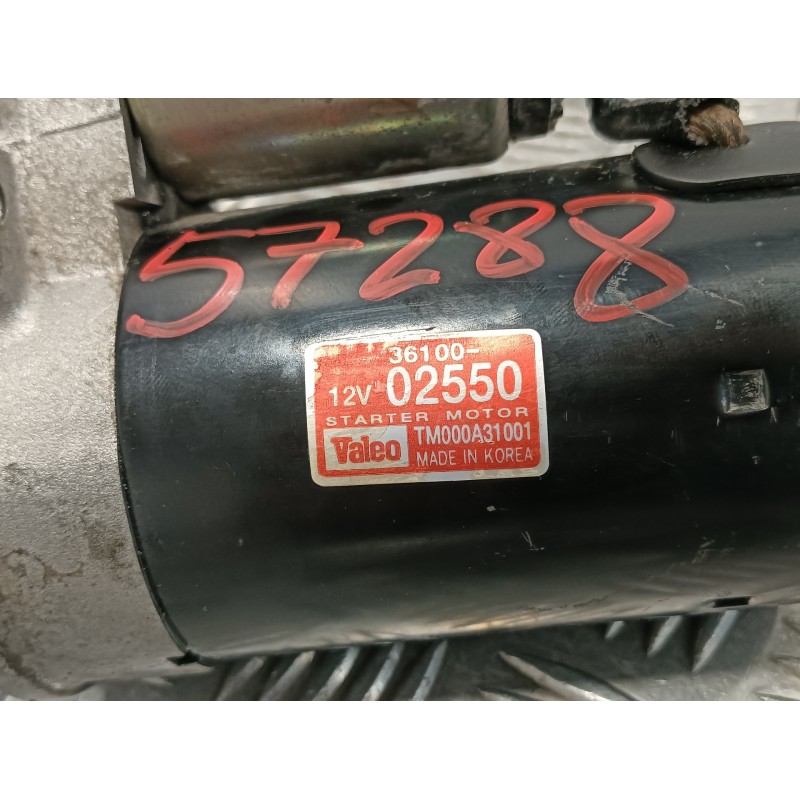 57288
36100-
12V 02550
STARTER MOTOR
Valeo TM000A31001
MADE IN KOREA